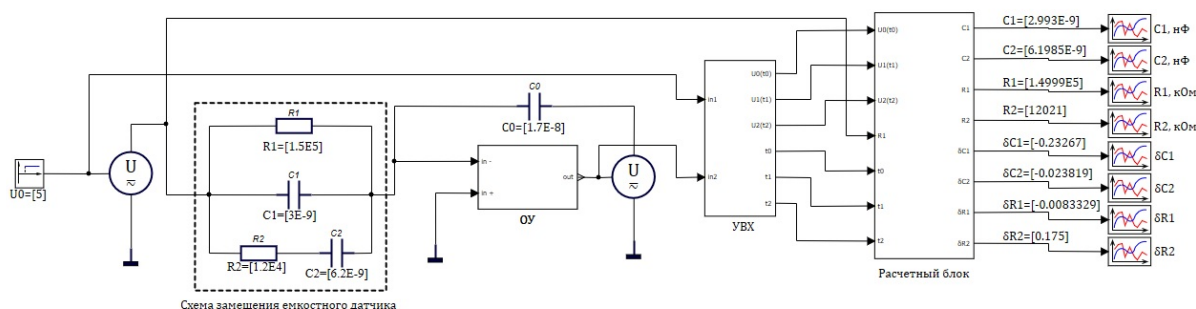 U0=[5]
U
≂
R1
R1=[1.5E5]
C1
C1=[3E-9]
R2
R2=[1.2E4]
C2
C2=[6.2E-9]
Схема замещения емкостного датчика
C0
C0=[1.7E-8]
in -
in +
out
ОУ
U
≂
in1
in2
U0(t0)
U1(t1)
U2(t2)
t0
t1
t2
УВХ
U0(t0)
U1(t1)
U2(t2)
R1
t0
t1
t2
C1
C2
R1
R2
δC1
δC2
δR1
δR2
Расчетный блок
C1=[2.993E-9]
C1, нФ
C2=[6.1985E-9]
C2, нФ
R1=[1.4999E5]
R1, кОм
R2=[12021]
R2, кОм
δC1=[-0.23267]
δC1
δC2=[-0.023819]
δC2
δR1=[-0.0083329]
δR1
δR2=[0.175]
δR2